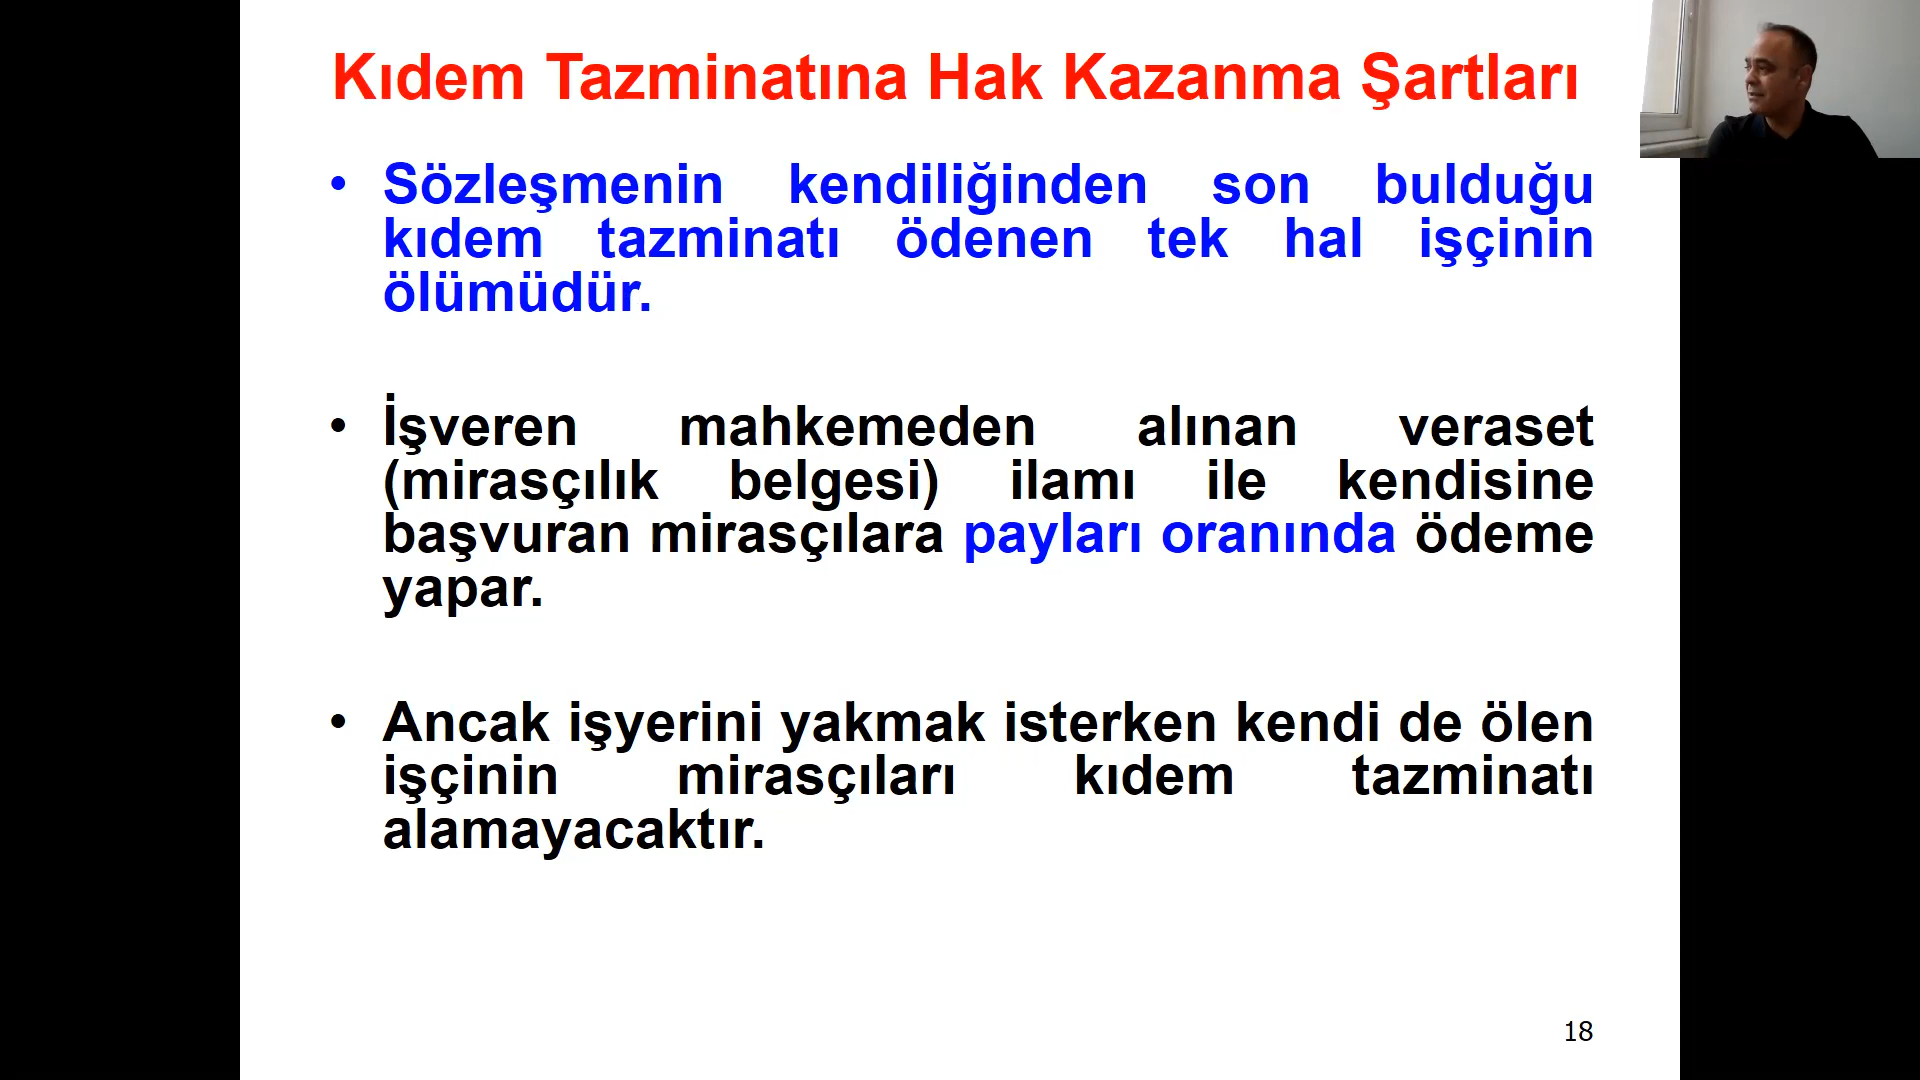 Kıdem Tazminatına Hak Kazanma Şartları
• Sözleşmenin kendiliğinden son bulduğu
kıdem tazminatı ödenen tek hal işçinin
ölümüdür.
• İşveren mahkemeden alınan veraset
(mirasçılık belgesi) ilamı ile kendisine
başvuran mirasçılara payları oranında ödeme
yapar.
• Ancak işyerini yakmak isterken kendi de ölen
işçinin mirasçıları kıdem tazminatı
alamayacaktır.
18